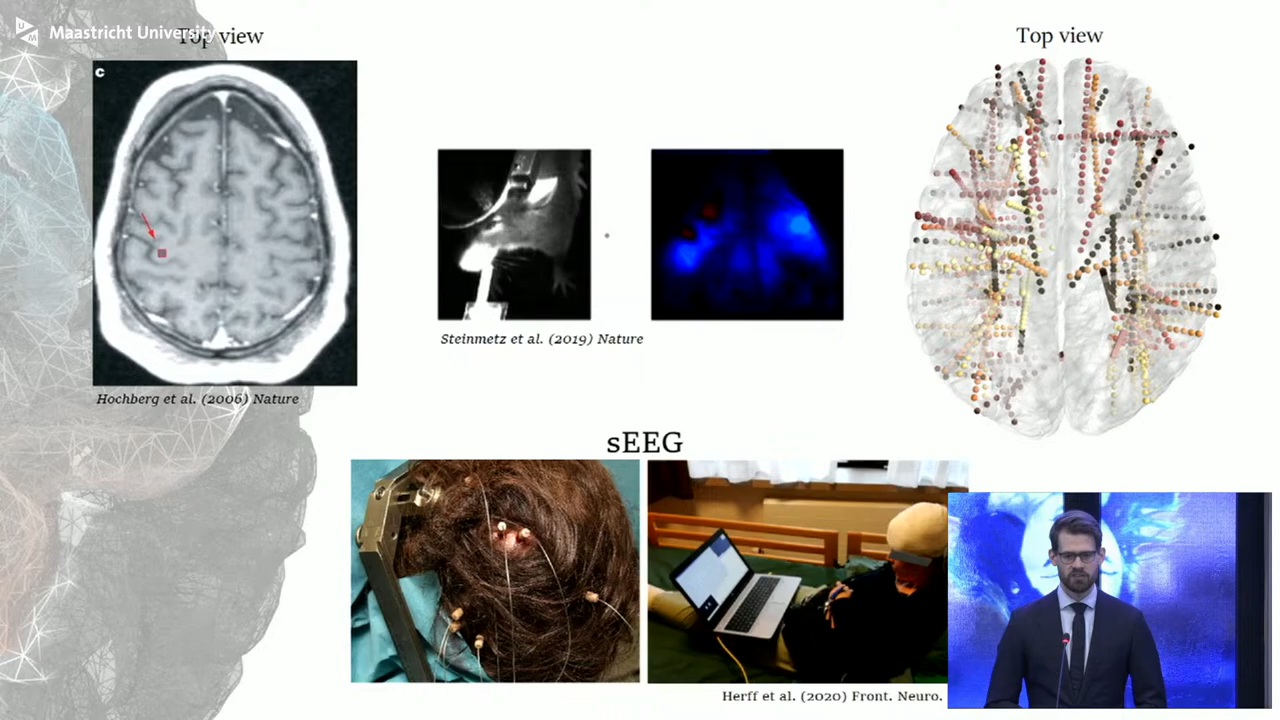 Maastricht University
Top view
Top view
c
Steinmetz et al. (2019) Nature
Hochberg et al. (2006) Nature
sEEG
Herff et al. (2020) Front. Neuro.